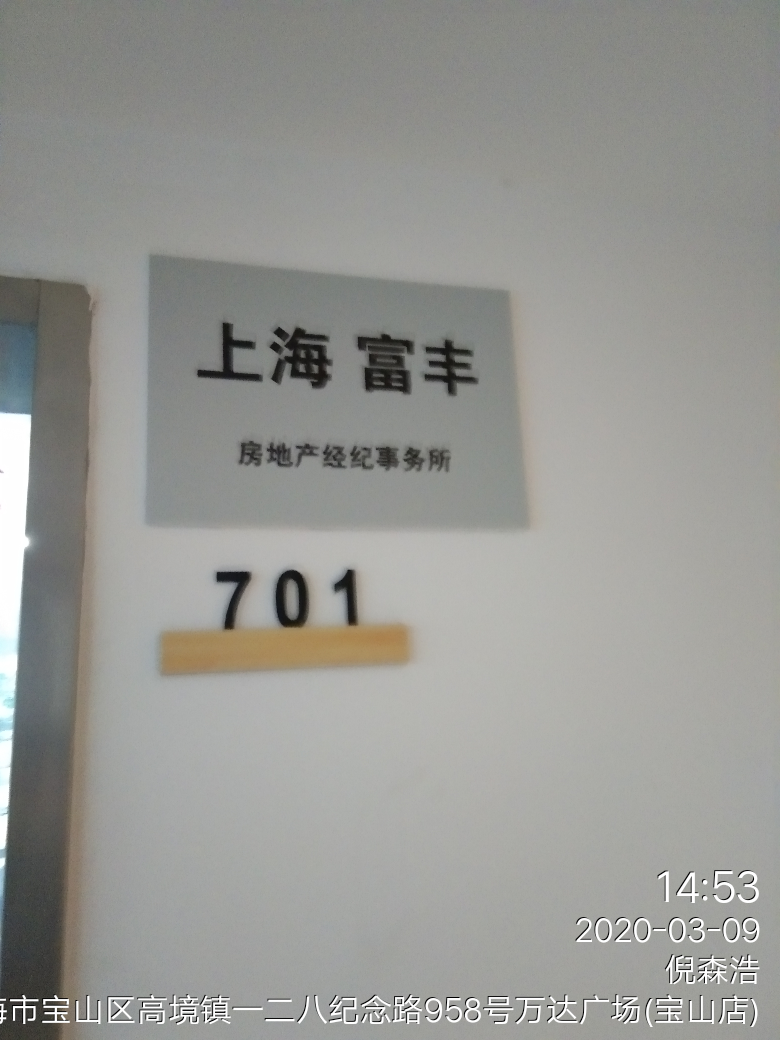 上海 富丰
房地产经纪事务所
701
14:53
2020-03-09
倪森浩
海市宝山区高境镇一二八纪念路958号万达广场(宝山店)